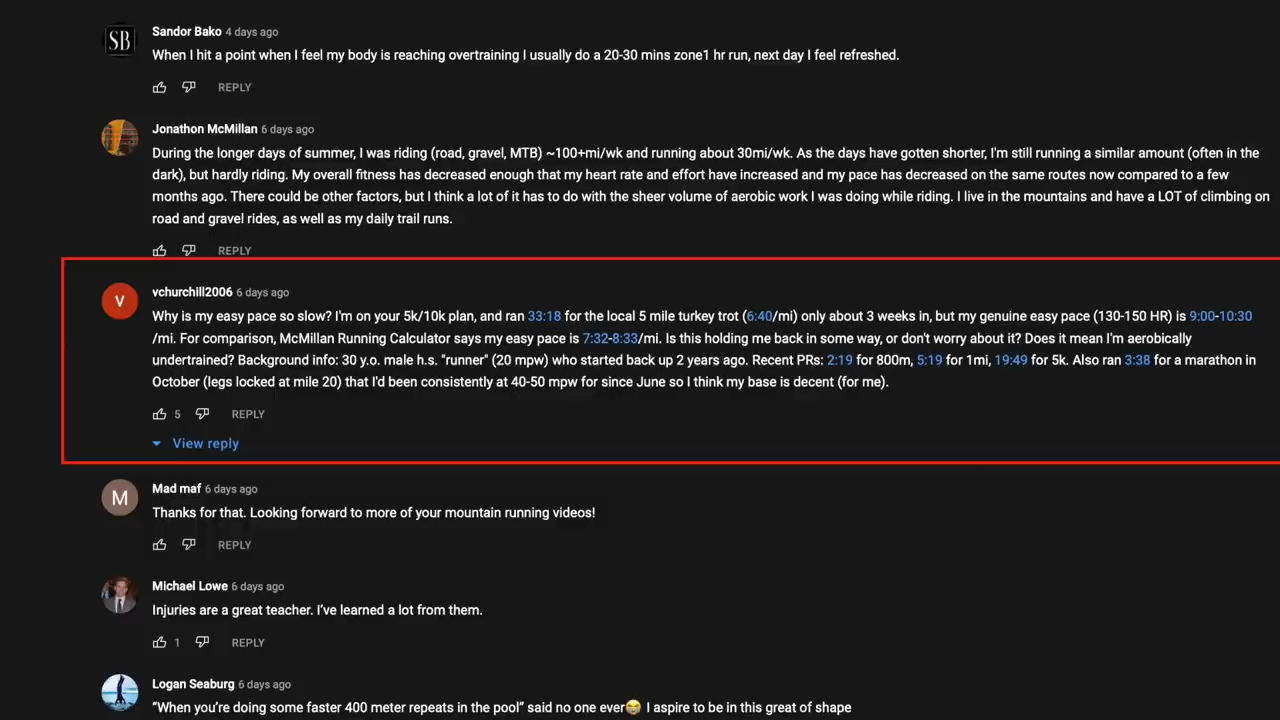 SB
Sandor Bako 4 days ago
When I hit a point when I feel my body is reaching overtraining I usually do a 20-30 mins zone1 hr run, next day I feel refreshed.
REPLY
Jonathon McMillan 6 days ago
During the longer days of summer, I was riding (road, gravel, MTB) ~100+mi/wk and running about 30mi/wk. As the days have gotten shorter, I'm still running a similar amount (often in the
dark), but hardly riding. My overall fitness has decreased enough that my heart rate and effort have increased and my pace has decreased on the same routes now compared to a few
months ago. There could be other factors, but I think a lot of it has to do with the sheer volume of aerobic work I was doing while riding. I live in the mountains and have a LOT of climbing on
road and gravel rides, as well as my daily trail runs.
REPLY
V
vchurchill2006 6 days ago
Why is my easy pace so slow? I'm on your 5k/10k plan, and ran 33:18 for the local 5 mile turkey trot (6:40/mi) only about 3 weeks in, but my genuine easy pace (130-150 HR) is 9:00-10:30
/mi. For comparison, McMillan Running Calculator says my easy pace is 7:32-8:33/mi. Is this holding me back in some way, or don't worry about it? Does it mean I'm aerobically
undertrained? Background info: 30 y.o. male h.s. "runner" (20 mpw) who started back up 2 years ago. Recent PRs: 2:19 for 800m, 5:19 for 1mi, 19:49 for 5k. Also ran 3:38 for a marathon in
October (legs locked at mile 20) that I'd been consistently at 40-50 mpw for since June so I think my base is decent (for me).
5 REPLY
View reply
M
Mad maf 6 days ago
Thanks for that. Looking forward to more of your mountain running videos!
REPLY
Michael Lowe 6 days ago
Injuries are a great teacher. I've learned a lot from them.
1 REPLY
Logan Seaburg 6 days ago
"When you're doing some faster 400 meter repeats in the pool" said no one ever😭 I aspire to be in this great of shape